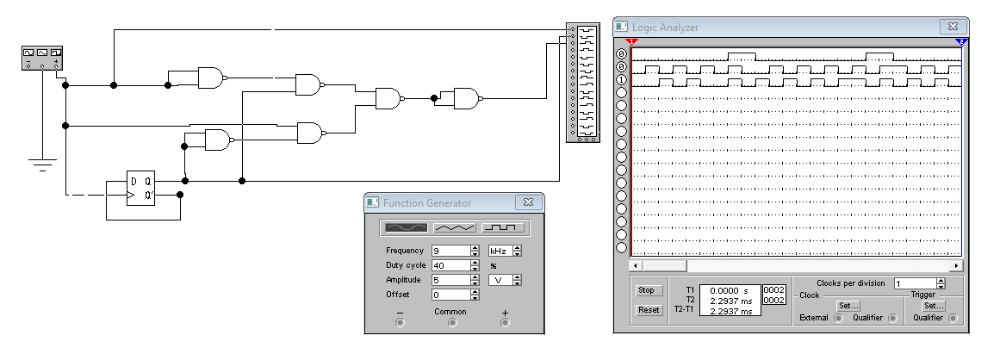 Logic Analyzer
1
2
0
0
1
D Q
Q'
Function Generator
Frequency 9 kHz
Duty cycle 40 %
Amplitude 5 V
Offset 0
− Common +
Clocks per division 1
Stop
Reset
T1 0.0000 s 0002
T2 2.2937 ms 0002
T2-T1 2.2937 ms
Clock
Set...
External Qualifier
Trigger
Set...
Qualifier